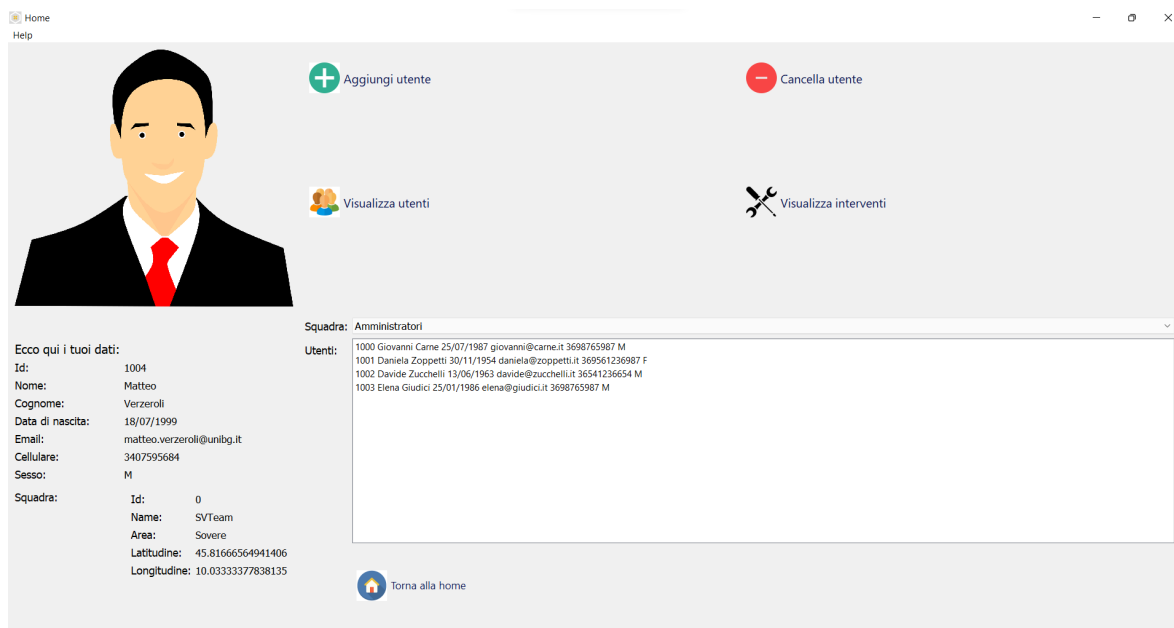 Home
Help
Aggiungi utente
Cancella utente
Visualizza utenti
Visualizza interventi
Squadra: Amministratori
Utenti:
1000 Giovanni Carne 25/07/1987 giovanni@carne.it 3698765987 M
1001 Daniela Zoppetti 30/11/1954 daniela@zoppetti.it 369561236987 F
1002 Davide Zucchelli 13/06/1963 davide@zucchelli.it 36541236654 M
1003 Elena Giudici 25/01/1986 elena@giudici.it 3698765987 M
Ecco qui i tuoi dati:
Id: 1004
Nome: Matteo
Cognome: Verzeroli
Data di nascita: 18/07/1999
Email: matteo.verzeroli@unibg.it
Cellulare: 3407595684
Sesso: M
Squadra:
Id: 0
Name: SVTeam
Area: Sovere
Latitudine: 45.81666564941406
Longitudine: 10.03333377838135
Torna alla home